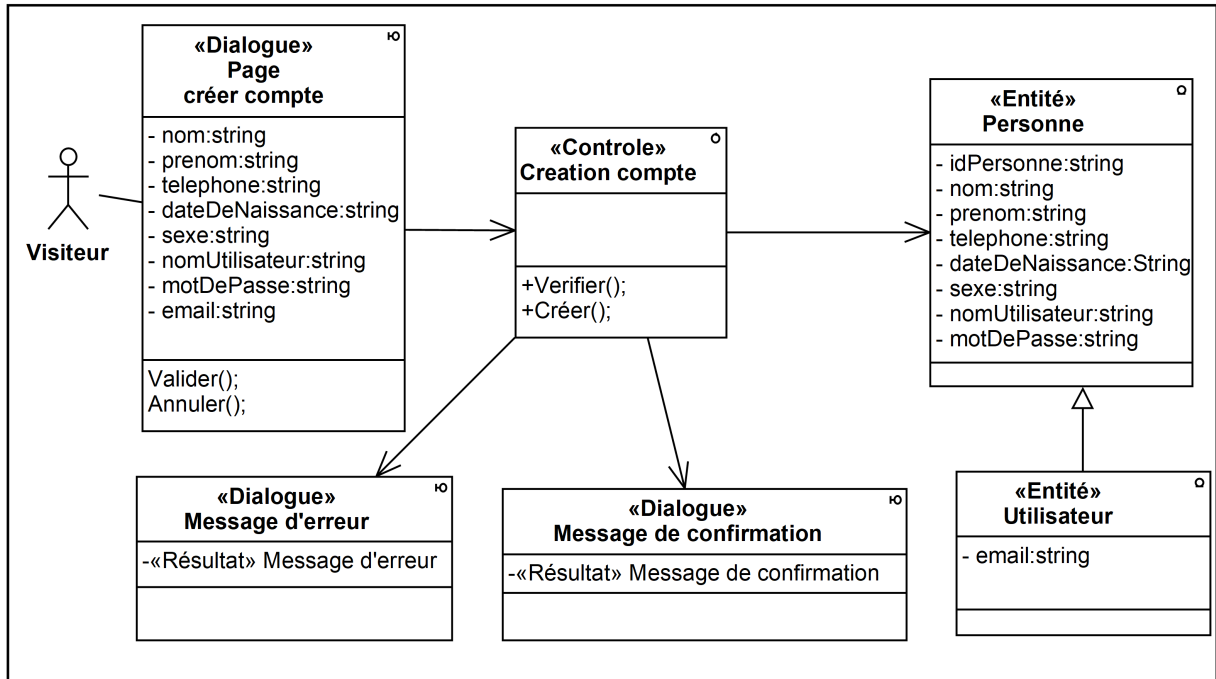 Visiteur
«Dialogue»
Page
créer compte
- nom:string
- prenom:string
- telephone:string
- dateDeNaissance:string
- sexe:string
- nomUtilisateur:string
- motDePasse:string
- email:string
Valider();
Annuler();
«Controle»
Creation compte
+Verifier();
+Créer();
«Entité»
Personne
- idPersonne:string
- nom:string
- prenom:string
- telephone:string
- dateDeNaissance:String
- sexe:string
- nomUtilisateur:string
- motDePasse:string
«Dialogue»
Message d'erreur
-«Résultat» Message d'erreur
«Dialogue»
Message de confirmation
-«Résultat» Message de confirmation
«Entité»
Utilisateur
- email:string